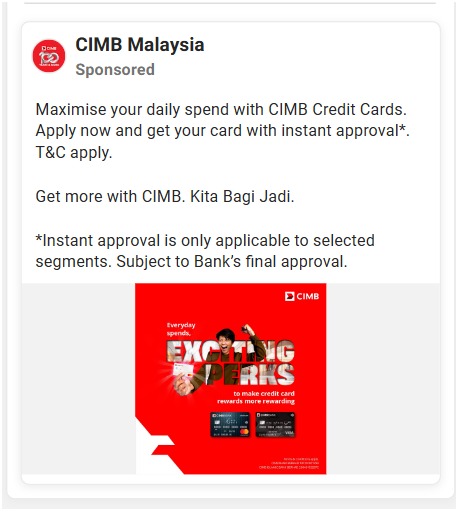 CIMB Malaysia
Sponsored
Maximise your daily spend with CIMB Credit Cards.
Apply now and get your card with instant approval*.
T&C apply.
Get more with CIMB. Kita Bagi Jadi.
*Instant approval is only applicable to selected
segments. Subject to Bank’s final approval.
CIMB
Everyday
spends,
EXCITING
PERKS
to make credit card
rewards more rewarding